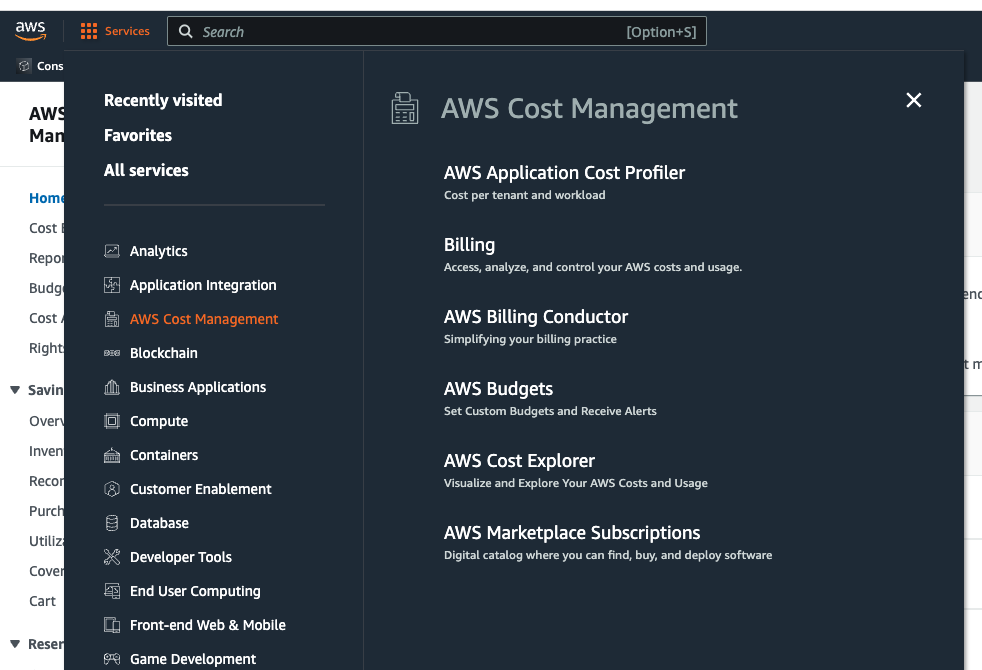 aws
Services
Search
[Option+S]
Cons
AWS
Man
Home
Cost E
Repor
Budge
Cost A
Rights
Savin
Overv
Inven
Recor
Purch
Utiliza
Cover
Cart
Reser
Recently visited
Favorites
All services
Analytics
Application Integration
AWS Cost Management
Blockchain
Business Applications
Compute
Containers
Customer Enablement
Database
Developer Tools
End User Computing
Front-end Web & Mobile
Game Development
AWS Cost Management
AWS Application Cost Profiler
Cost per tenant and workload
Billing
Access, analyze, and control your AWS costs and usage.
AWS Billing Conductor
Simplifying your billing practice
AWS Budgets
Set Custom Budgets and Receive Alerts
AWS Cost Explorer
Visualize and Explore Your AWS Costs and Usage
AWS Marketplace Subscriptions
Digital catalog where you can find, buy, and deploy software